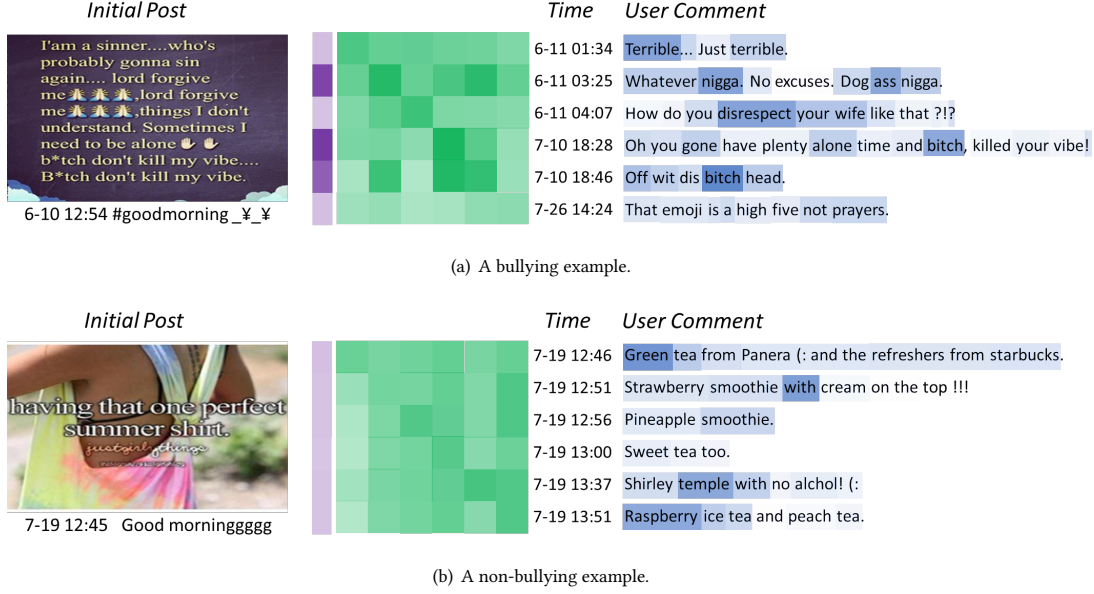 Initial Post
Time
User Comment
I'am a sinner....who's
probably gonna sin
again.... lord forgive
me🙏🙏🙏,lord forgive
me🙏🙏🙏,things I don't
understand. Sometimes I
need to be alone ✋✋
b*tch don't kill my vibe....
B*tch don't kill my vibe.
6-10 12:54 #goodmorning _¥_¥
6-11 01:34 Terrible... Just terrible.
6-11 03:25 Whatever nigga. No excuses. Dog ass nigga.
6-11 04:07 How do you disrespect your wife like that ?!?
7-10 18:28 Oh you gone have plenty alone time and bitch, killed your vibe!
7-10 18:46 Off wit dis bitch head.
7-26 14:24 That emoji is a high five not prayers.
(a) A bullying example.
Initial Post
Time
User Comment
having that one perfect
summer shirt.
justgirlythings
7-19 12:45 Good morninggggg
7-19 12:46 Green tea from Panera (: and the refreshers from starbucks.
7-19 12:51 Strawberry smoothie with cream on the top !!!
7-19 12:56 Pineapple smoothie.
7-19 13:00 Sweet tea too.
7-19 13:37 Shirley temple with no alchol! (:
7-19 13:51 Raspberry ice tea and peach tea.
(b) A non-bullying example.